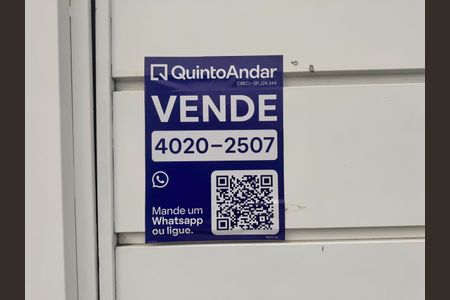 QuintoAndar
CRECI- SP J24.344
VENDE
4020-2507
Mande um
Whatsapp
ou ligue.